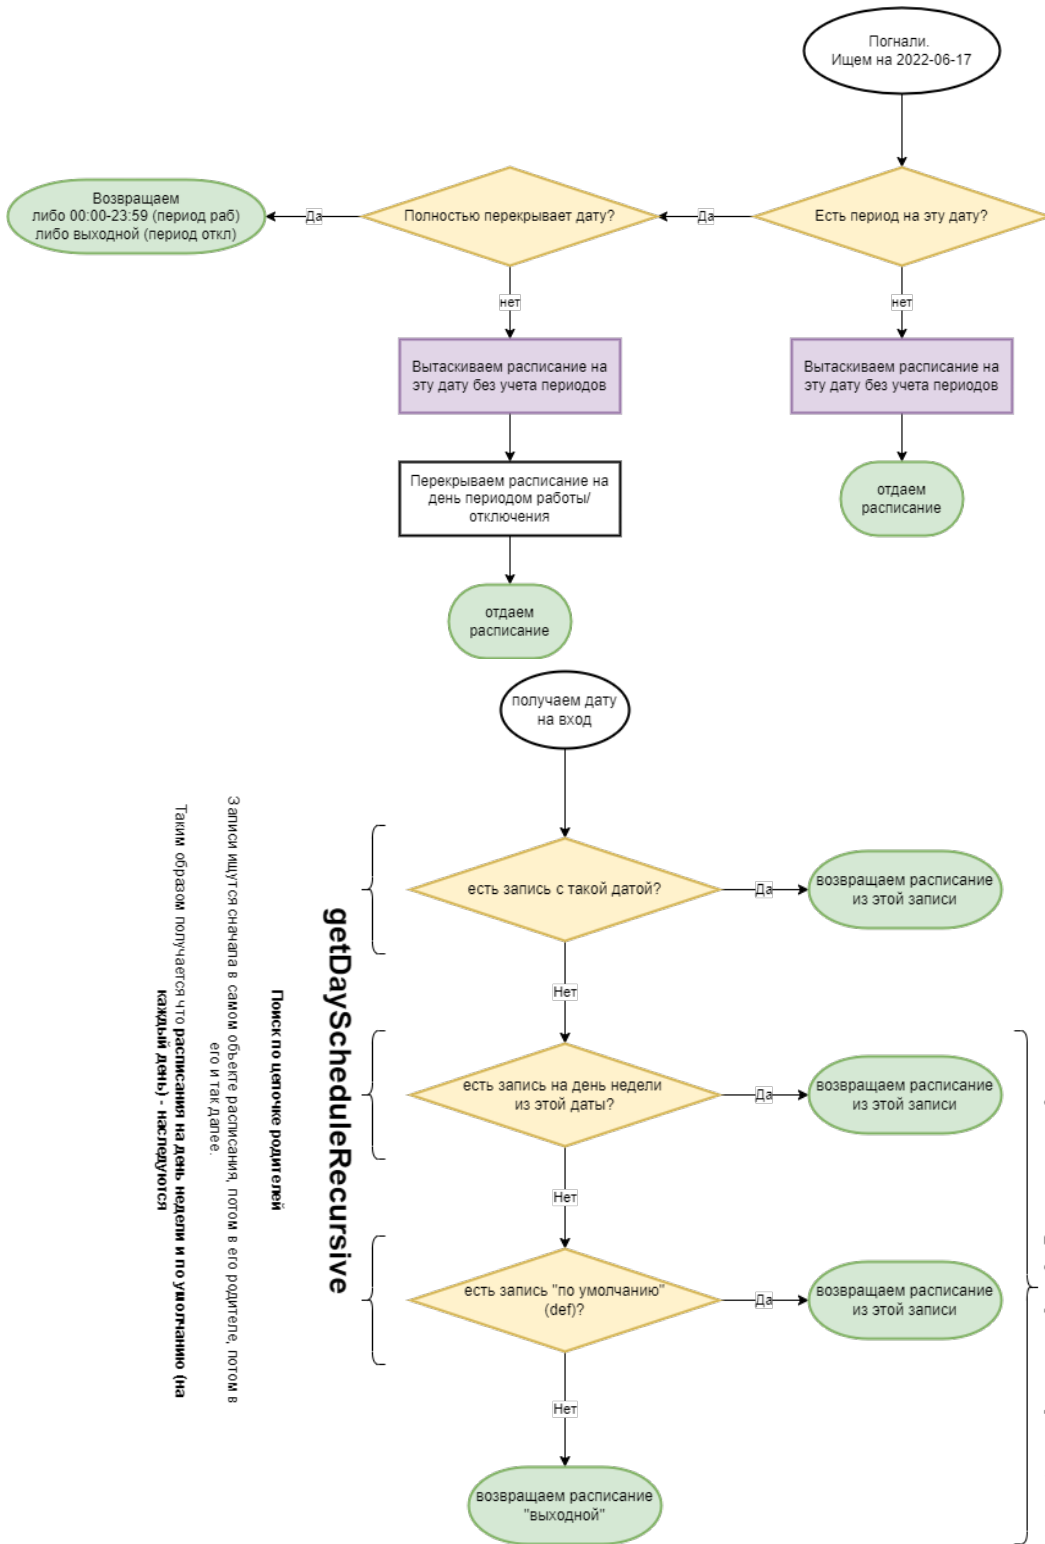 Погнали.
Ищем на 2022-06-17
Есть период на эту дату?
Да
Полностью перекрывает дату?
Да
Возвращаем
либо 00:00-23:59 (период раб)
либо выходной (период откл)
нет
нет
Вытаскиваем расписание на
эту дату без учета периодов
Вытаскиваем расписание на
эту дату без учета периодов
Перекрываем расписание на
день периодом работы/
отключения
отдаем
расписание
отдаем
расписание
получаем дату
на вход
есть запись с такой датой?
Да
возвращаем расписание
из этой записи
Нет
есть запись на день недели
из этой даты?
Да
возвращаем расписание
из этой записи
Нет
есть запись "по умолчанию"
(def)?
Да
возвращаем расписание
из этой записи
Нет
возвращаем расписание
"выходной"
getDayScheduleRecursive
Поиск по цепочке родителей
Записи ищутся сначала в самом объекте расписания, потом в его родителе, потом в
его и так далее.
Таким образом получается что расписания на день недели и по умолчанию (на
каждый день) - наследуются